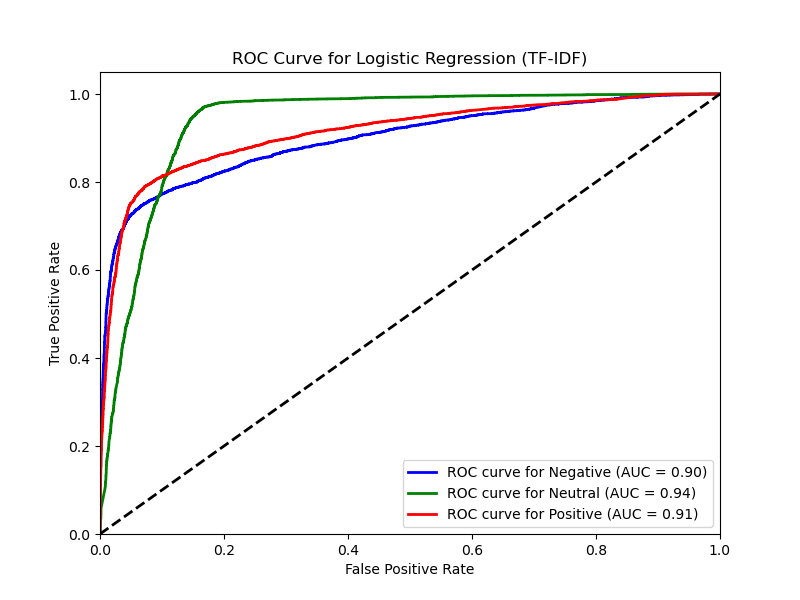 ROC Curve for Logistic Regression (TF-IDF)
True Positive Rate
1.0
0.8
0.6
0.4
0.2
0.0
ROC curve for Negative (AUC = 0.90)
ROC curve for Neutral (AUC = 0.94)
ROC curve for Positive (AUC = 0.91)
0.0 0.2 0.4 0.6 0.8 1.0
False Positive Rate